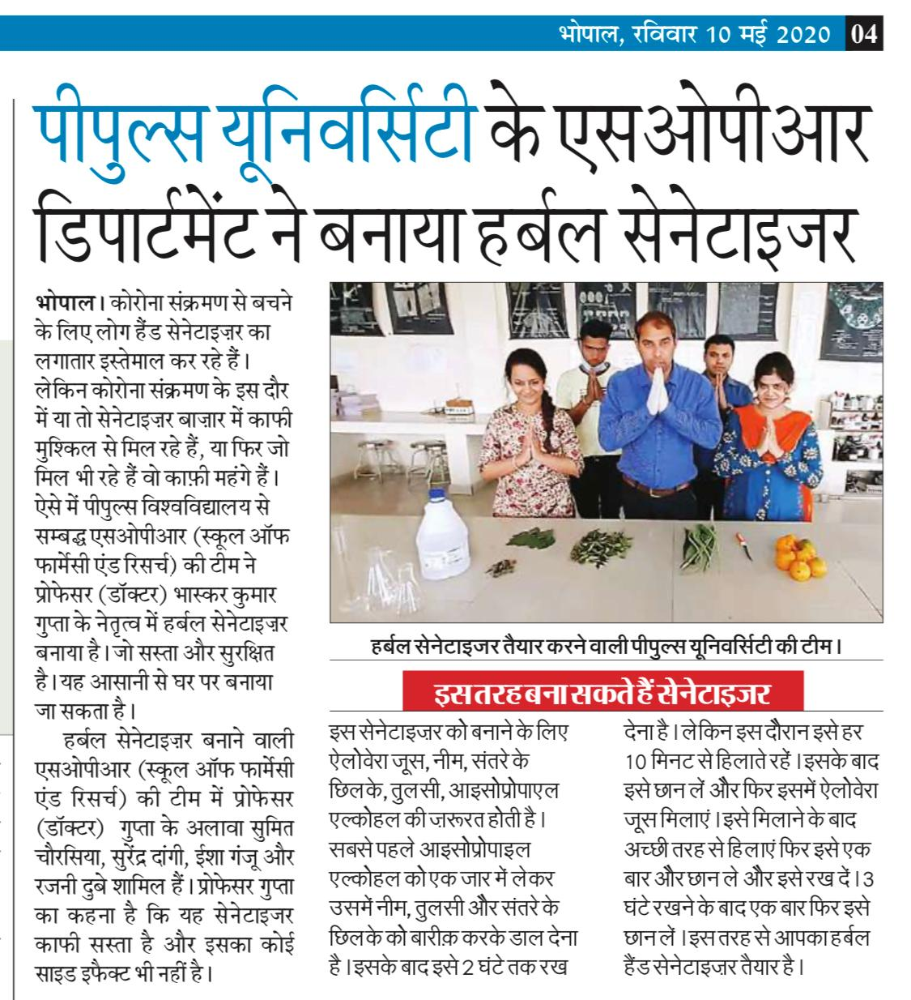 भोपाल, रविवार 10 मई 2020 04
पीपुल्स यूनिवर्सिटी के एसओपीआर
डिपार्टमेंट ने बनाया हर्बल सेनेटाइजर
भोपाल। कोरोना संक्रमण से बचने
के लिए लोग हैंड सेनेटाइज़र का
लगातार इस्तेमाल कर रहे हैं।
लेकिन कोरोना संक्रमण के इस दौर
में या तो सेनेटाइज़र बाज़ार में काफी
मुश्किल से मिल रहे हैं, या फिर जो
मिल भी रहे हैं वो काफ़ी महंगे हैं।
ऐसे में पीपुल्स विश्वविद्यालय से
सम्बद्ध एसओपीआर (स्कूल ऑफ
फार्मेसी एंड रिसर्च) की टीम ने
प्रोफेसर (डॉक्टर) भास्कर कुमार
गुप्ता के नेतृत्व में हर्बल सेनेटाइज़र
बनाया है। जो सस्ता और सुरक्षित
है। यह आसानी से घर पर बनाया
जा सकता है।
हर्बल सेनेटाइज़र बनाने वाली
एसओपीआर (स्कूल ऑफ फार्मेसी
एंड रिसर्च) की टीम में प्रोफेसर
(डॉक्टर) गुप्ता के अलावा सुमित
चौरसिया, सुरेंद्र दांगी, ईशा गंजू और
रजनी दुबे शामिल हैं। प्रोफेसर गुप्ता
का कहना है कि यह सेनेटाइजर
काफी सस्ता है और इसका कोई
साइड इफैक्ट भी नहीं है।
हर्बल सेनेटाइजर तैयार करने वाली पीपुल्स यूनिवर्सिटी की टीम।
इस तरह बना सकते हैं सेनेटाइजर
इस सेनेटाइज़र को बनाने के लिए
ऐलोवेरा जूस, नीम, संतरे के
छिलके, तुलसी, आइसोप्रोपाएल
एल्कोहल की ज़रूरत होती है।
सबसे पहले आइसोप्रोपाइल
एल्कोहल को एक जार में लेकर
उसमें नीम, तुलसी और संतरे के
छिलके को बारीक़ करके डाल देना
है। इसके बाद इसे 2 घंटे तक रख
देना है। लेकिन इस दौरान इसे हर
10 मिनट से हिलाते रहें। इसके बाद
इसे छान लें और फिर इसमें ऐलोवेरा
जूस मिलाएं। इसे मिलाने के बाद
अच्छी तरह से हिलाएं फिर इसे एक
बार और छान ले और इसे रख दें। 3
घंटे रखने के बाद एक बार फिर इसे
छान लें। इस तरह से आपका हर्बल
हैंड सेनेटाइज़र तैयार है।